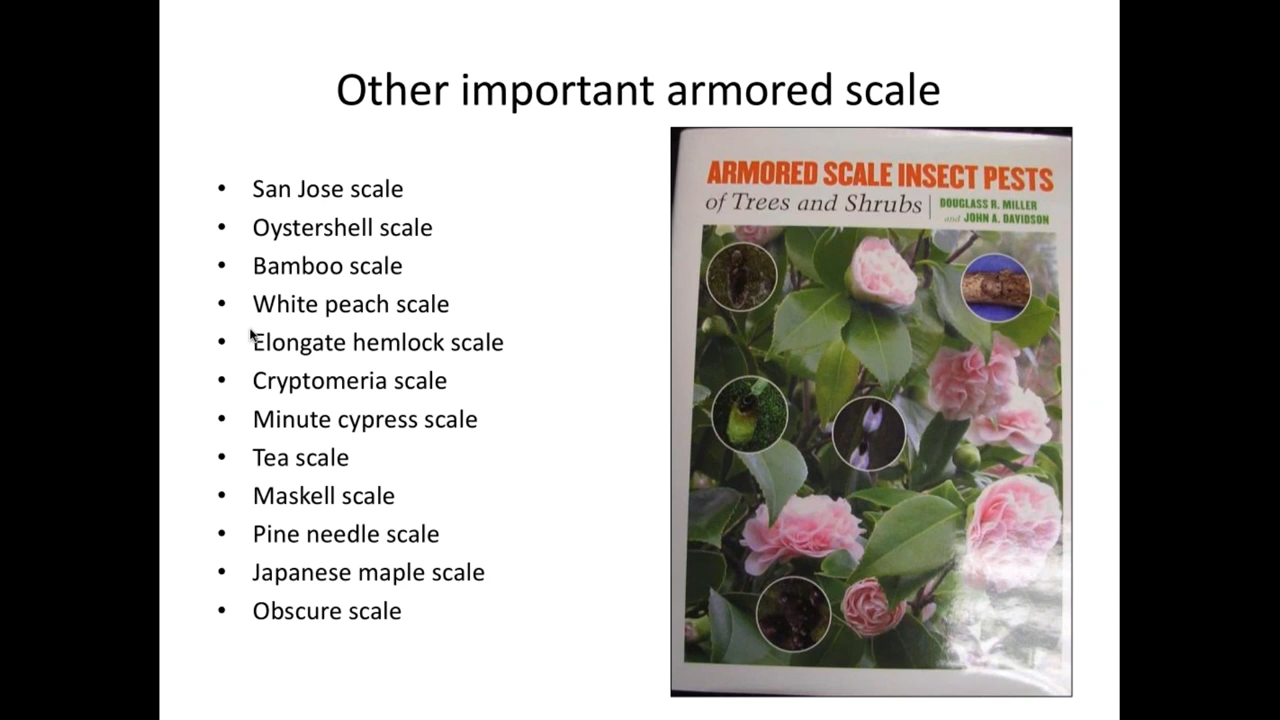 Other important armored scale
• San Jose scale
• Oystershell scale
• Bamboo scale
• White peach scale
• Elongate hemlock scale
• Cryptomeria scale
• Minute cypress scale
• Tea scale
• Maskell scale
• Pine needle scale
• Japanese maple scale
• Obscure scale
ARMORED SCALE INSECT PESTS
of Trees and Shrubs
DOUGLASS R. MILLER
and JOHN A. DAVIDSON